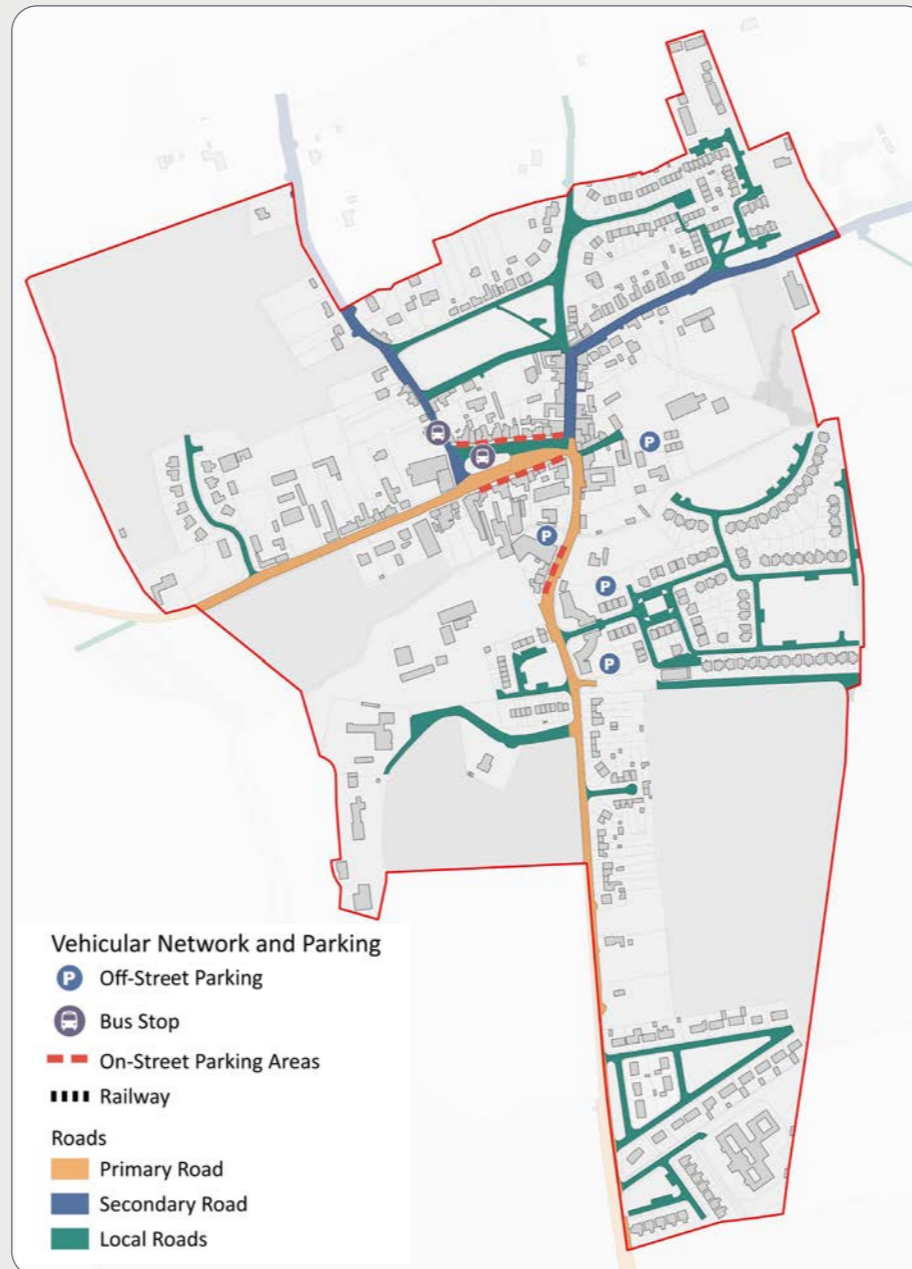 P
P
P
P
Vehicular Network and Parking
P Off-Street Parking
Bus Stop
On-Street Parking Areas
Railway
Roads
Primary Road
Secondary Road
Local Roads